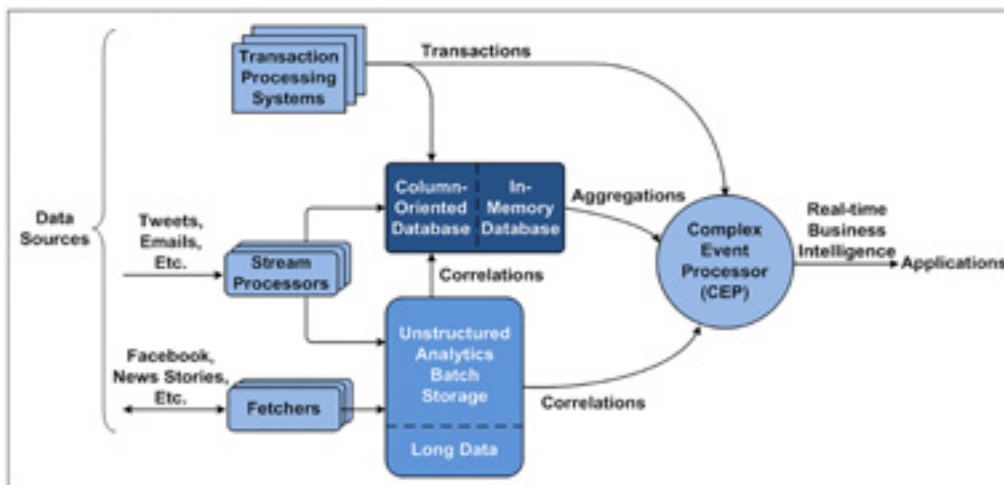 Transaction
Processing
Systems
Transactions
Data
Sources
Column-
Oriented
Database
In-
Memory
Database
Aggregations
Complex
Event
Processor
(CEP)
Real-time
Business
Intelligence
Applications
Tweets,
Emails,
Etc.
Stream
Processors
Correlations
Unstructured
Analytics
Batch
Storage
Long Data
Correlations
Facebook,
News Stories,
Etc.
Fetchers